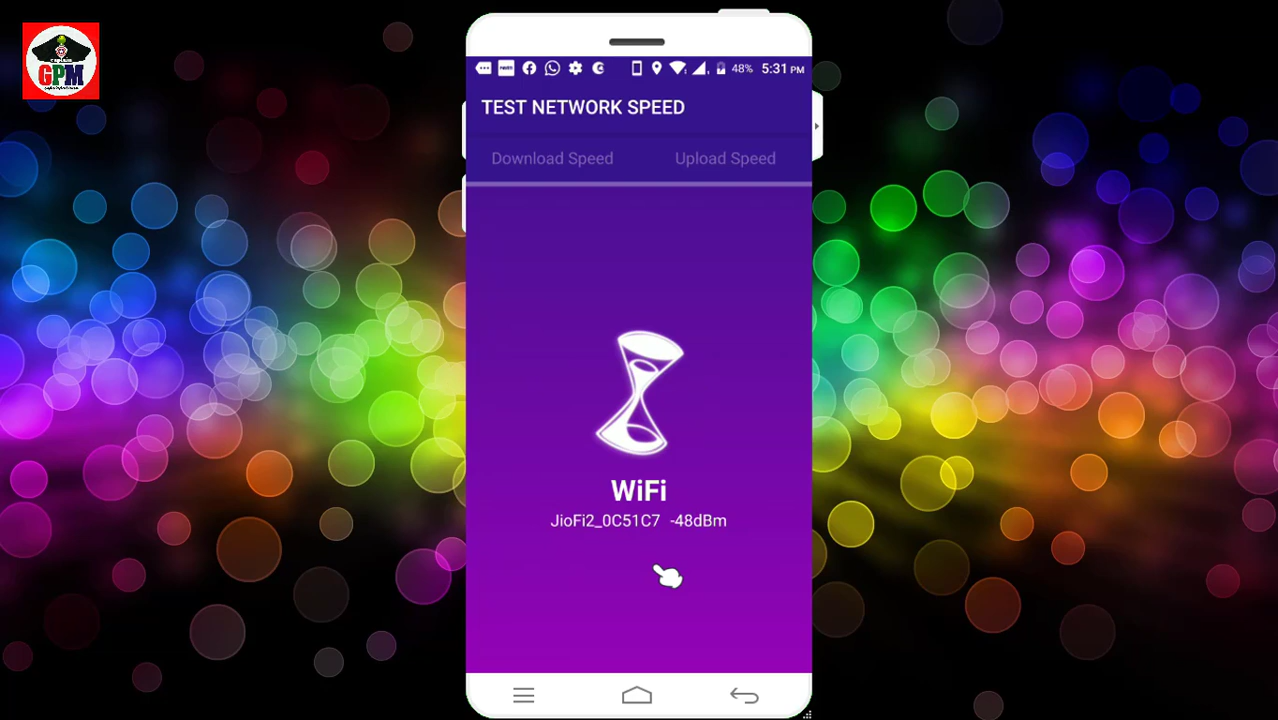 GPM
48% 5:31 PM
TEST NETWORK SPEED
Download Speed Upload Speed
WiFi
JioFi2_0C51C7 -48dBm